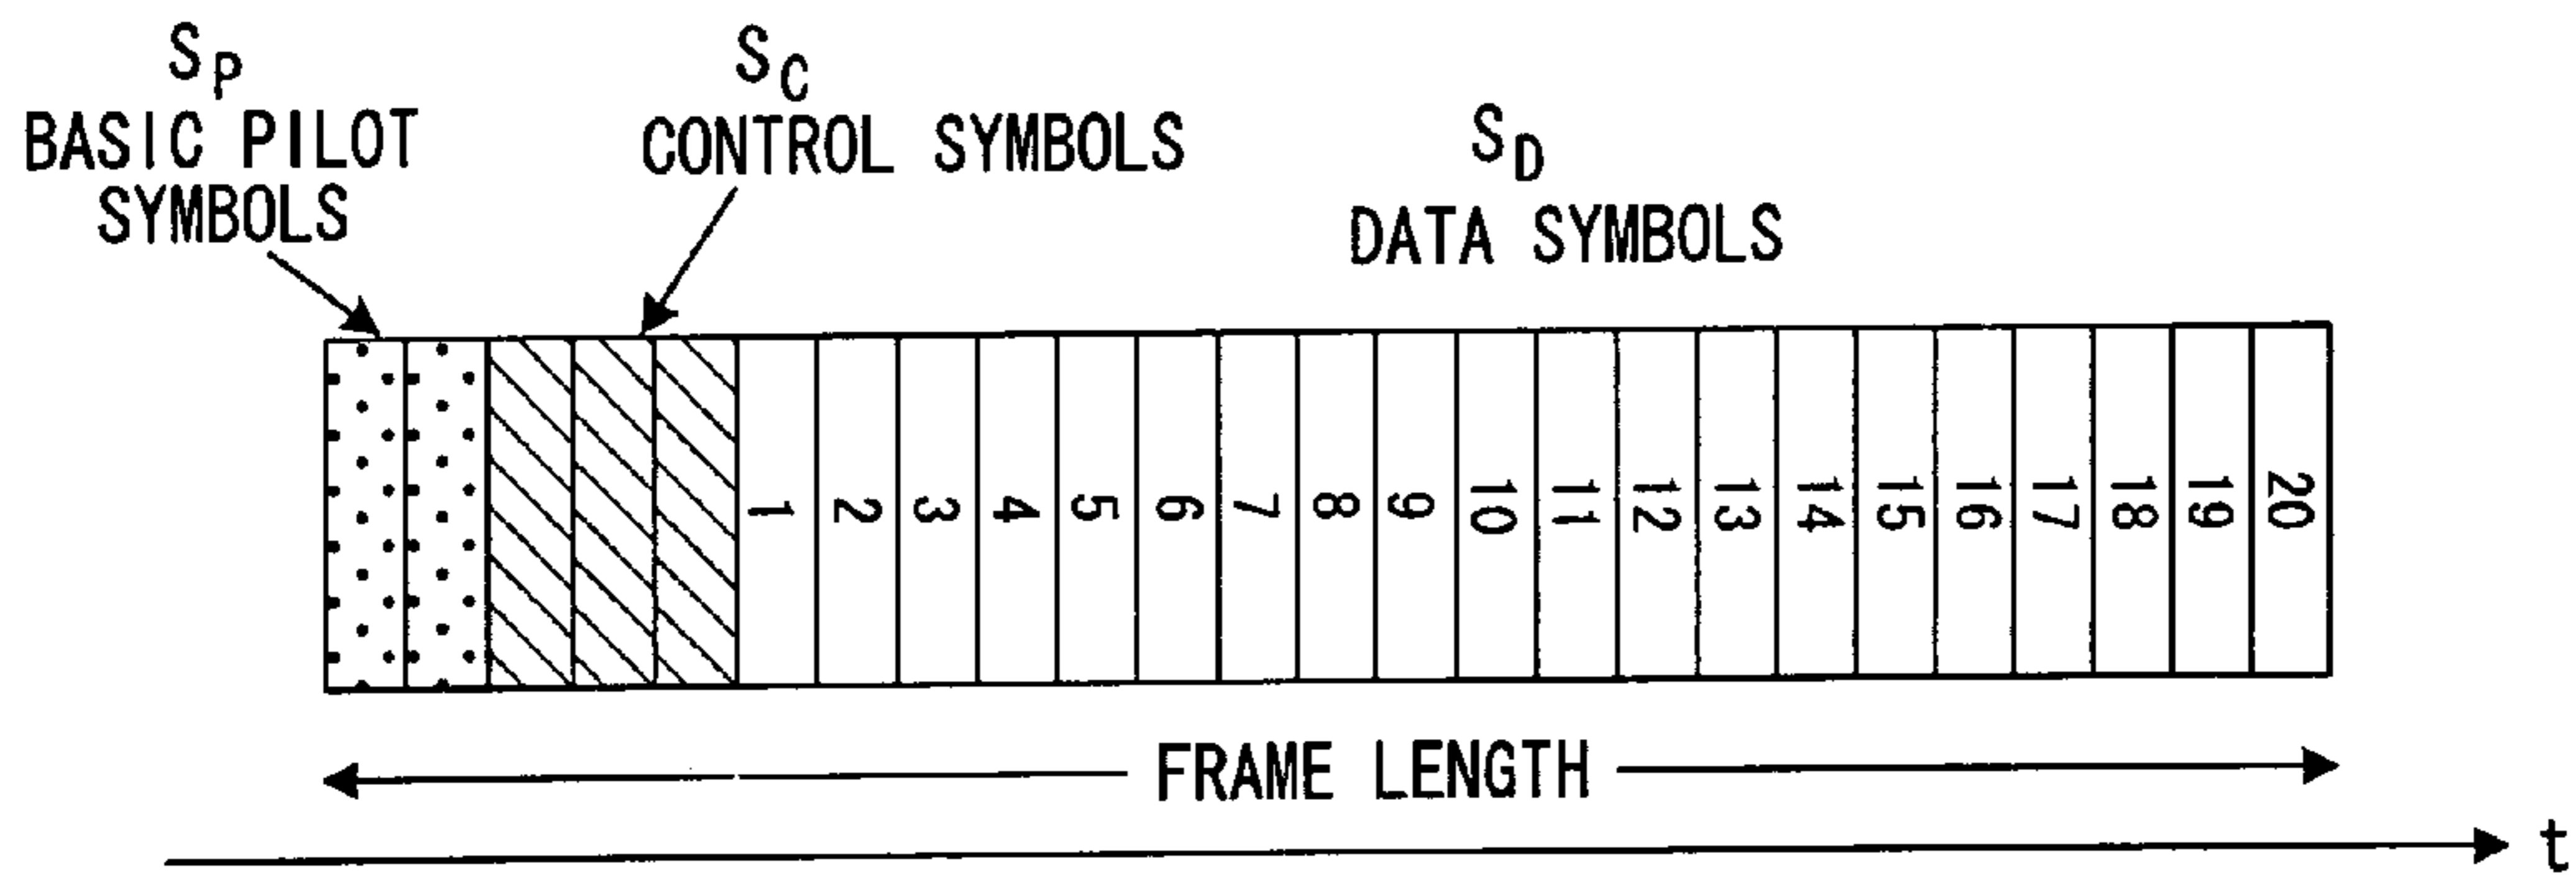 S_P
BASIC PILOT
SYMBOLS
S_C
CONTROL SYMBOLS
S_D
DATA SYMBOLS
1 2 3 4 5 6 7 8 9 10 11 12 13 14 15 16 17 18 19 20
FRAME LENGTH
t